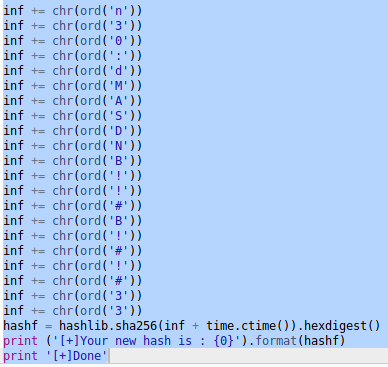 inf += chr(ord('n'))
inf += chr(ord('3'))
inf += chr(ord('0'))
inf += chr(ord(':'))
inf += chr(ord('d'))
inf += chr(ord('M'))
inf += chr(ord('A'))
inf += chr(ord('S'))
inf += chr(ord('D'))
inf += chr(ord('N'))
inf += chr(ord('B'))
inf += chr(ord('!'))
inf += chr(ord('!'))
inf += chr(ord('#'))
inf += chr(ord('B'))
inf += chr(ord('!'))
inf += chr(ord('#'))
inf += chr(ord('!'))
inf += chr(ord('#'))
inf += chr(ord('3'))
inf += chr(ord('3'))
hashf = hashlib.sha256(inf + time.ctime()).hexdigest()
print ('[+]Your new hash is : {0}').format(hashf)
print '[+]Done'